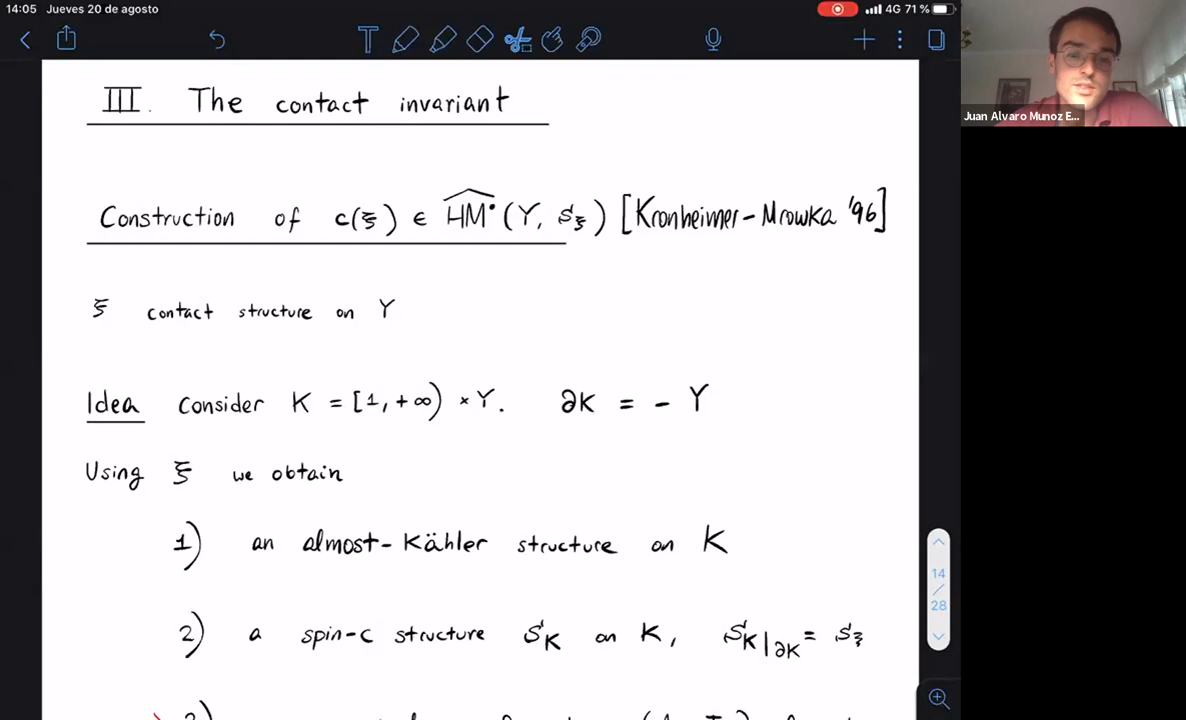 14:05 Jueves 20 de agosto
4G 71 %
Juan Alvaro Munoz E...
III. The contact invariant
Construction of c(ξ) ∈ \widehat{HM}^•(Y, 𝔰_ξ) [Kronheimer-Mrowka '96]
ξ contact structure on Y
Idea Consider K = [1, +∞) × Y. ∂K = - Y
Using ξ we obtain
1) an almost-Kähler structure on K
2) a spin-c structure 𝔰_K on K, 𝔰_K|∂K = 𝔰_ξ
14
/
28